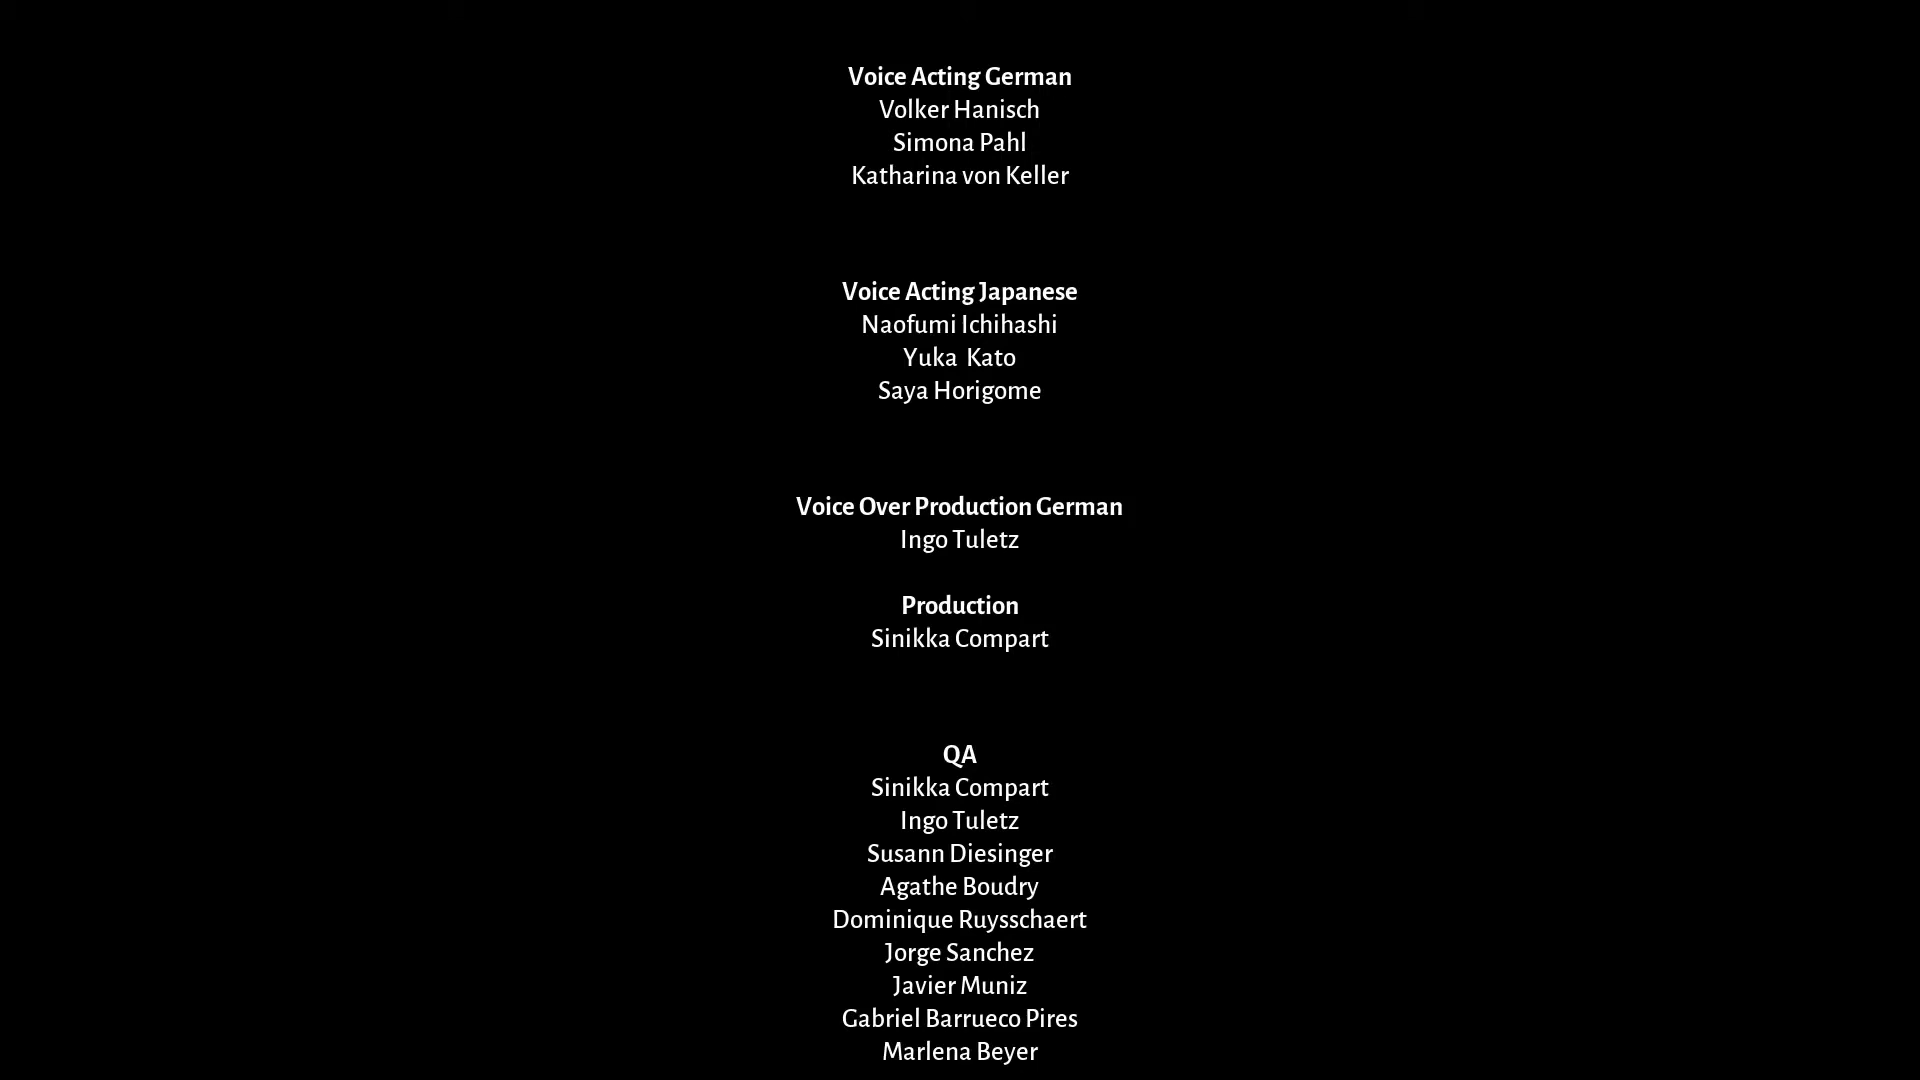 Voice Acting German
Volker Hanisch
Simona Pahl
Katharina von Keller
Voice Acting Japanese
Naofumi Ichihashi
Yuka  Kato
Saya Horigome
Voice Over Production German
Ingo Tuletz
Production
Sinikka Compart
QA
Sinikka Compart
Ingo Tuletz
Susann Diesinger
Agathe Boudry
Dominique Ruysschaert
Jorge Sanchez
Javier Muniz
Gabriel Barrueco Pires
Marlena Beyer